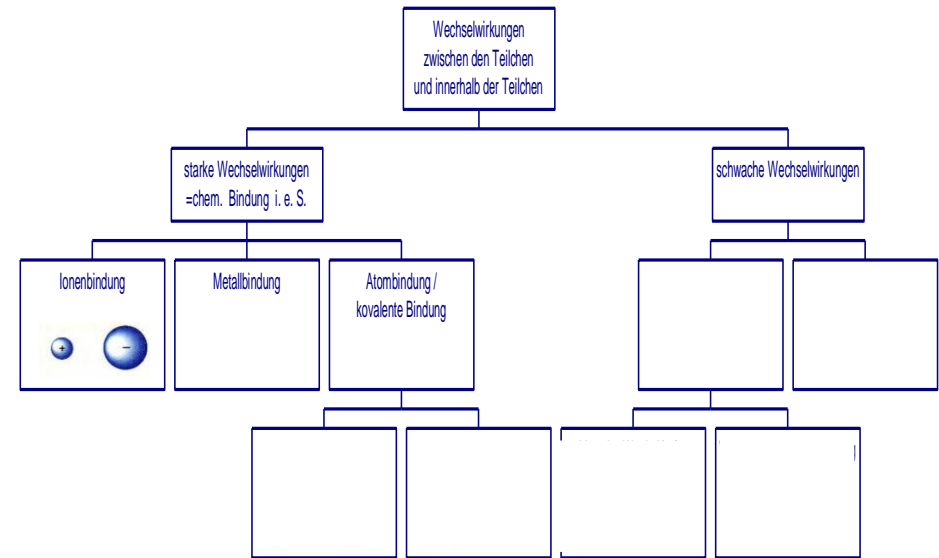 Wechselwirkungen
zwischen den Teilchen
und innerhalb der Teilchen
starke Wechselwirkungen
=chem. Bindung i. e. S.
schwache Wechselwirkungen
Ionenbindung
Metallbindung
Atombindung /
kovalente Bindung
+
−